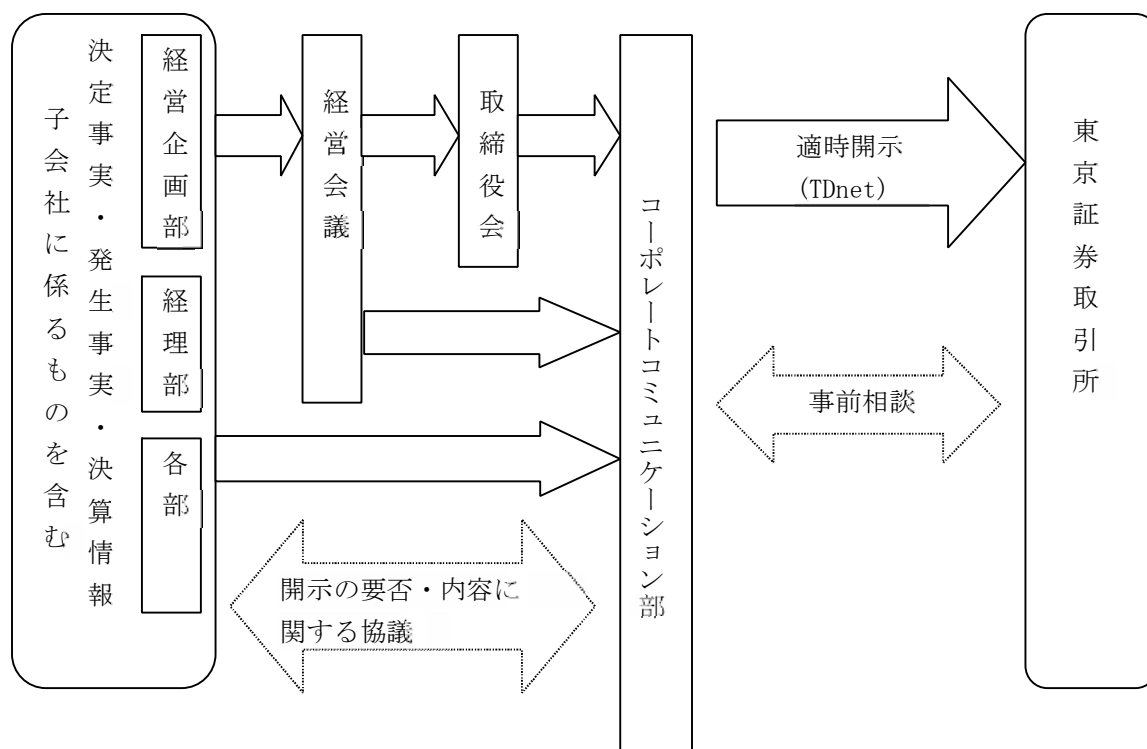 決定事実・発生事実・決算情報
子会社に係るものを含む
経営企画部
経理部
各部
経営会議
取締役会
コーポレートコミュニケーション部
適時開示
(TDnet)
事前相談
開示の要否・内容に
関する協議
東京証券取引所